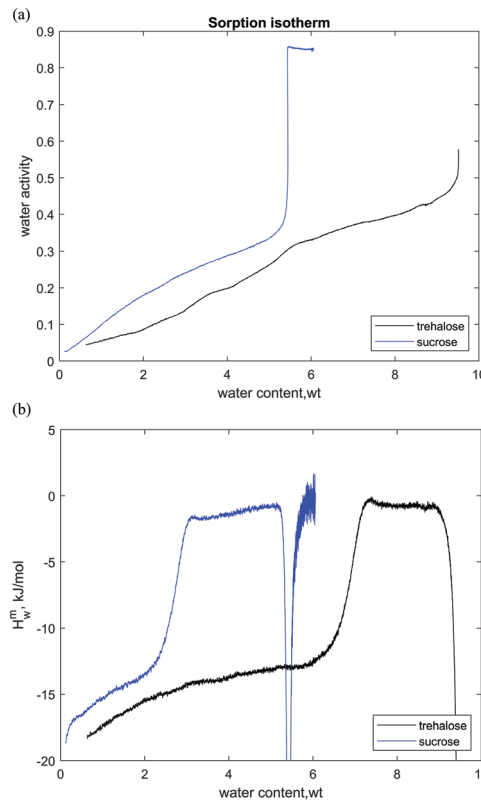 (a)
Sorption isotherm
0.9
0.8
0.7
0.6
0.5
0.4
0.3
0.2
0.1
0
water activity
trehalose
sucrose
0 2 4 6 8 10
water content,wt
(b)
5
0
-5
-10
-15
-20
H_w^m, kJ/mol
trehalose
sucrose
0 2 4 6 8 10
water content,wt